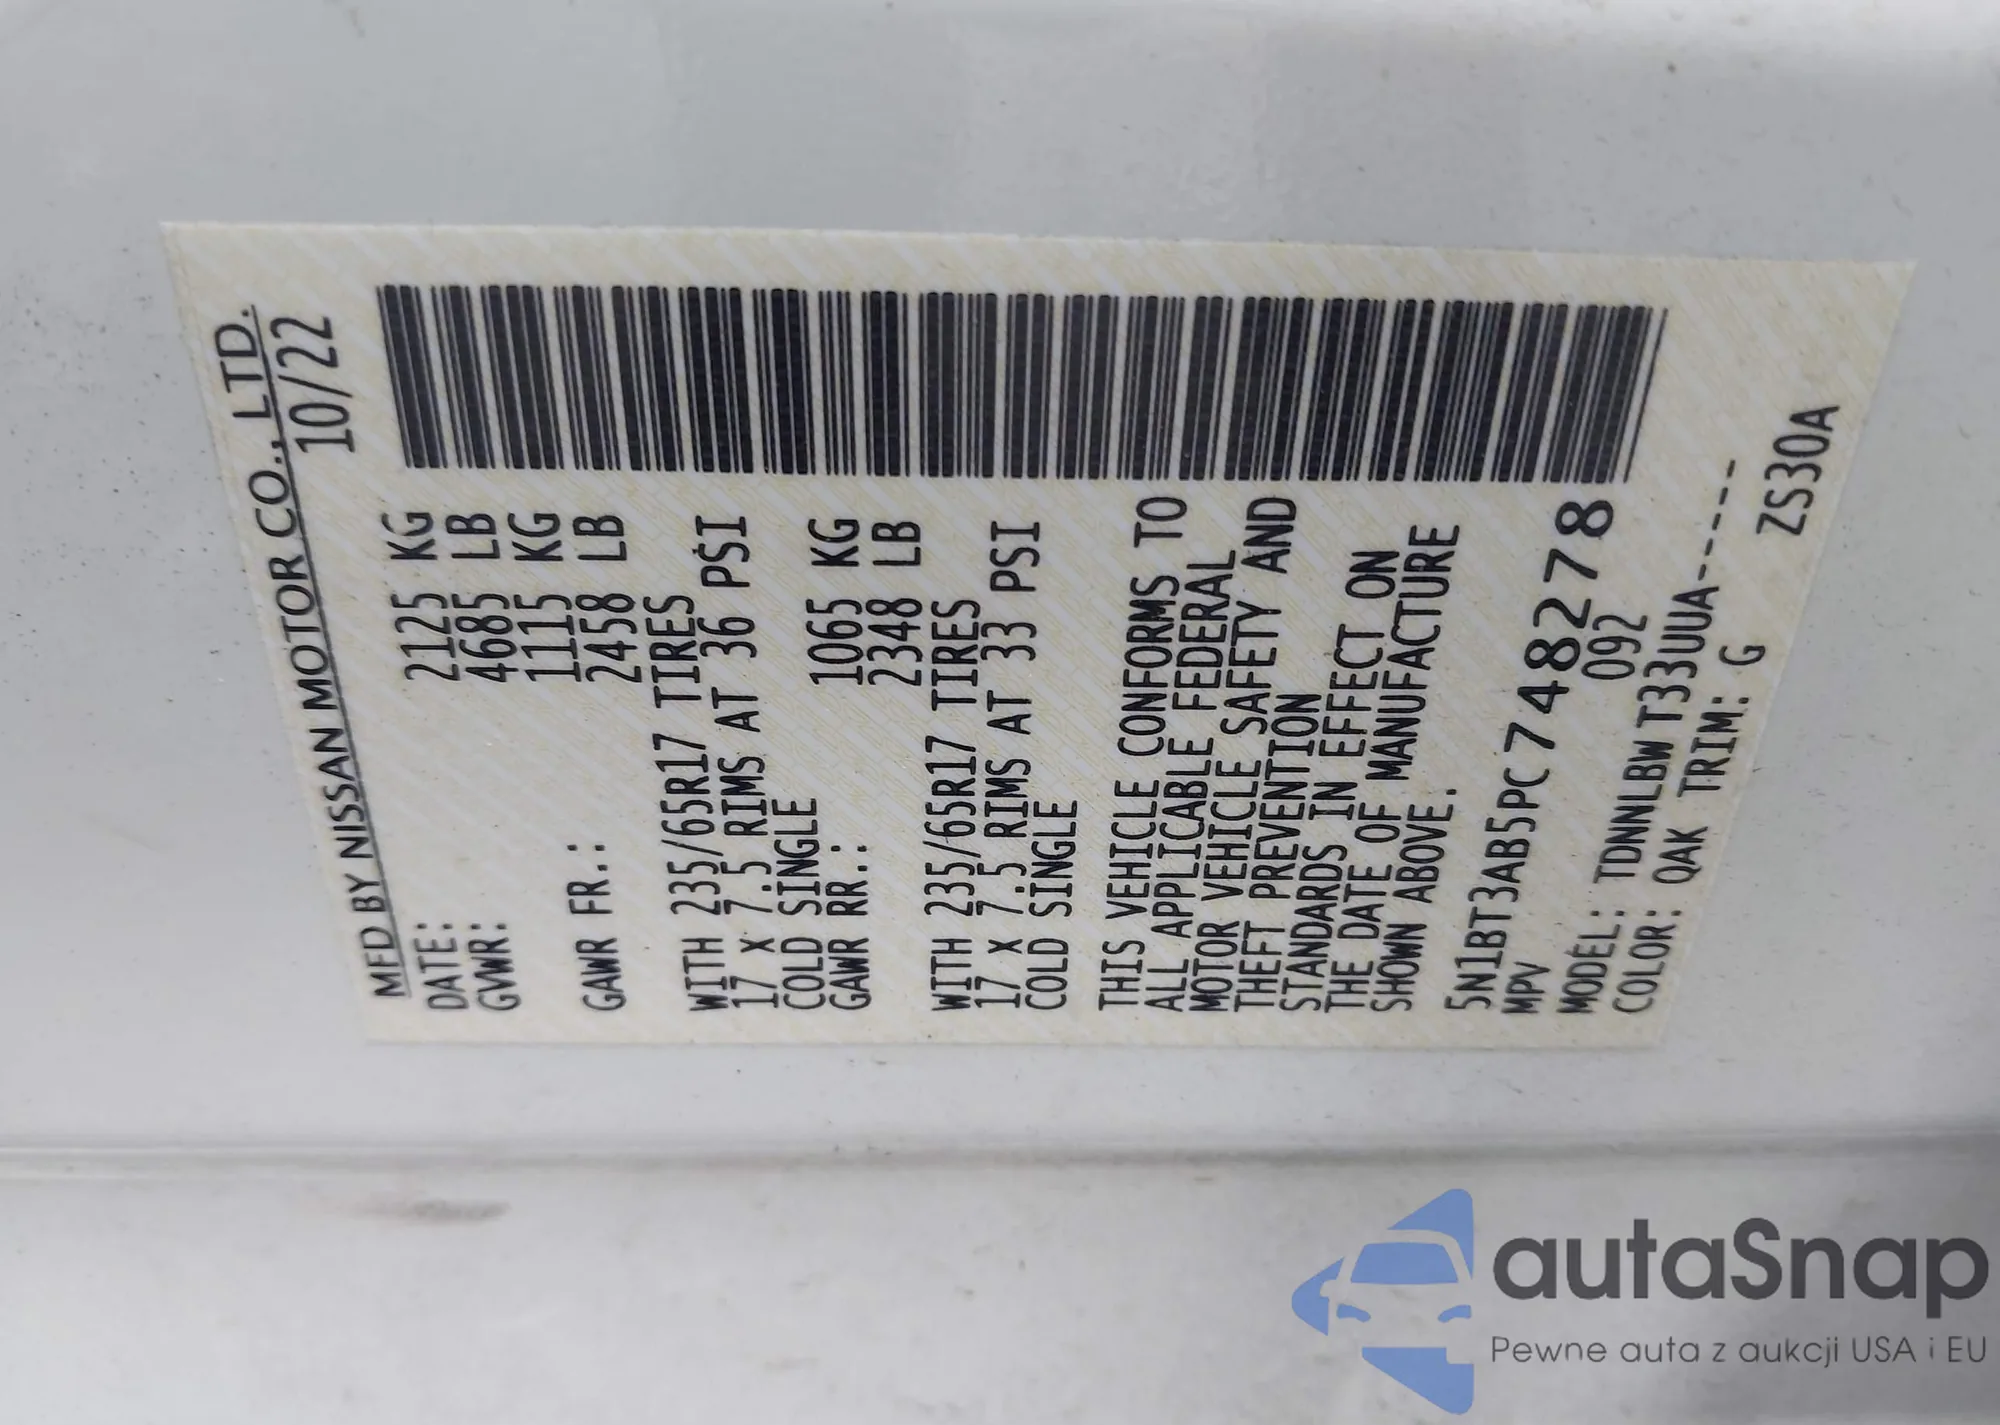 MFD BY NISSAN MOTOR CO., LTD.
DATE: 10/22
GVWR: 2125 KG
4685 LB
GAWR FR.: 1115 KG
2458 LB
WITH 235/65R17 TIRES
17 X 7.5 RIMS AT 36 PSI
COLD SINGLE
GAWR RR.: 1065 KG
2348 LB
WITH 235/65R17 TIRES
17 X 7.5 RIMS AT 33 PSI
COLD SINGLE
THIS VEHICLE CONFORMS TO
ALL APPLICABLE FEDERAL
MOTOR VEHICLE SAFETY AND
THEFT PREVENTION
STANDARDS IN EFFECT ON
THE DATE OF MANUFACTURE
SHOWN ABOVE.
5N1BT3AB5PC748278
MPV 092
MODEL: TDNNLBW T33UUA-----
COLOR: QAK TRIM: G ZS30A
autaSnap
Pewne auta z aukcji USA i EU